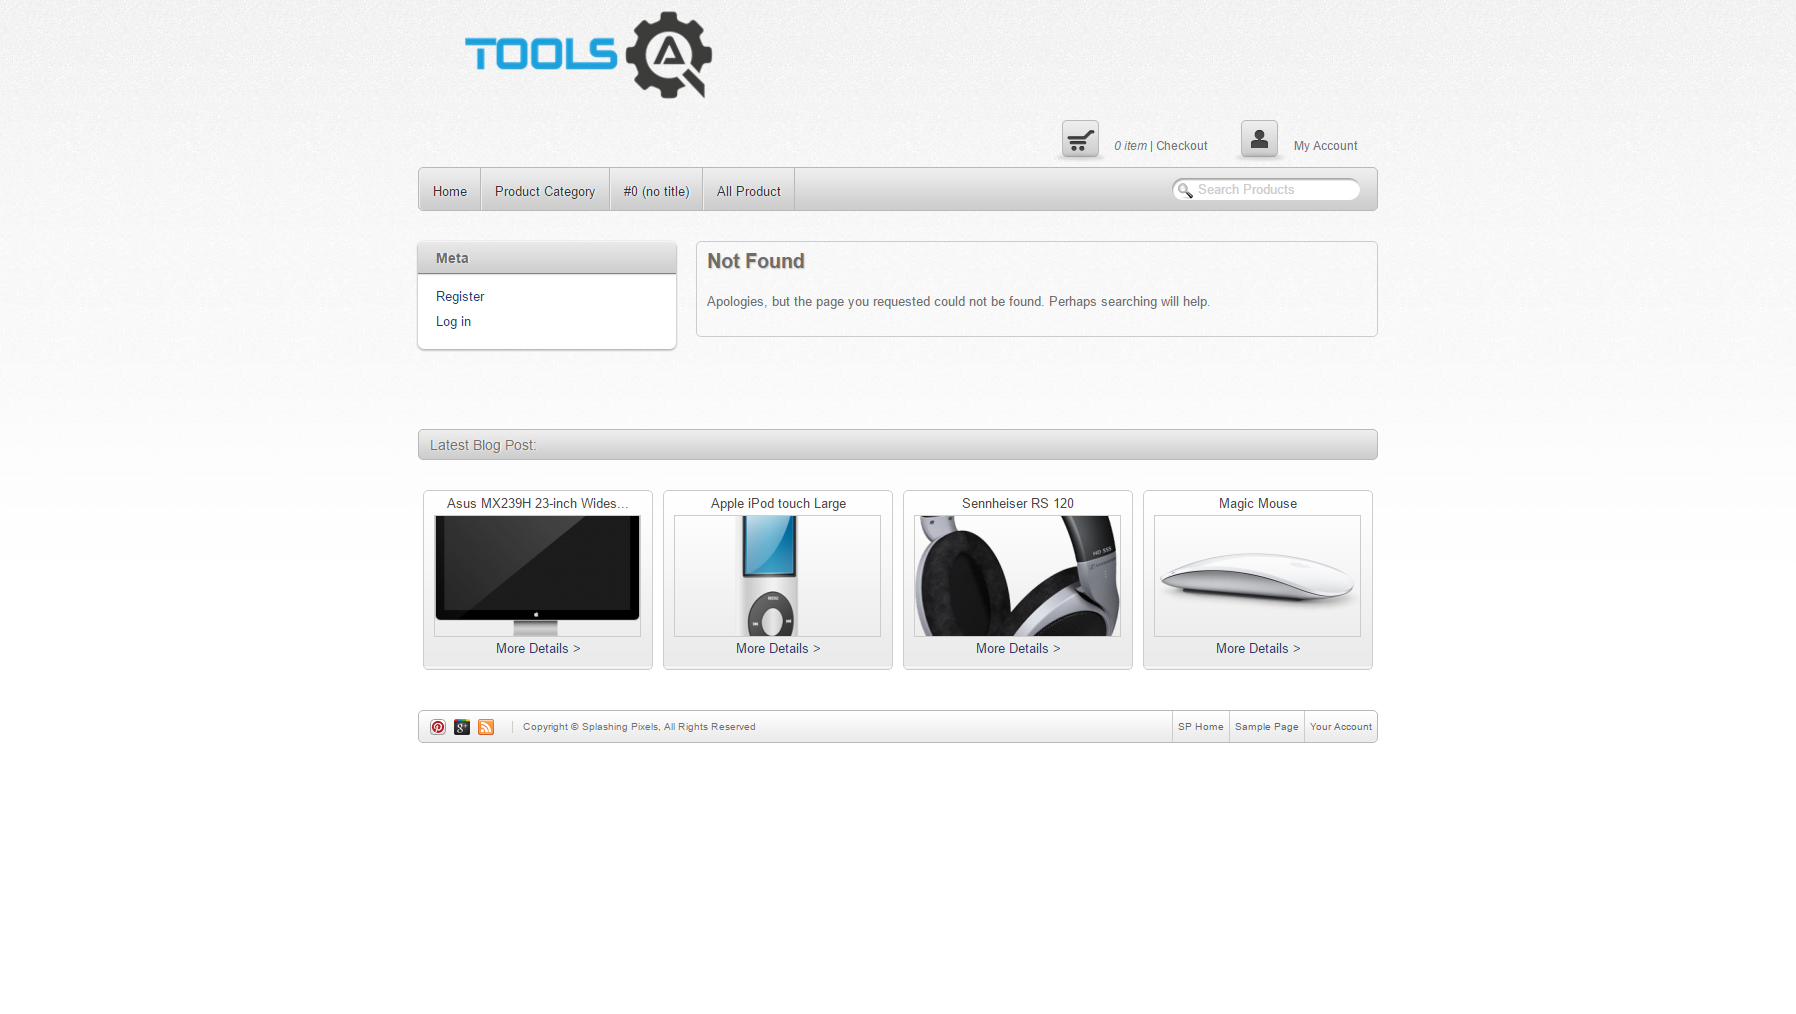 TOOLS QA
0 item | Checkout
My Account
Home
Product Category
#0 (no title)
All Product
Search Products
Meta
Register
Log in
Not Found
Apologies, but the page you requested could not be found. Perhaps searching will help.
Latest Blog Post:
Asus MX239H 23-inch Wides...
Apple iPod touch Large
Sennheiser RS 120
Magic Mouse
MENU
HD 555
More Details >
More Details >
More Details >
More Details >
g+
Copyright © Splashing Pixels, All Rights Reserved
SP Home
Sample Page
Your Account